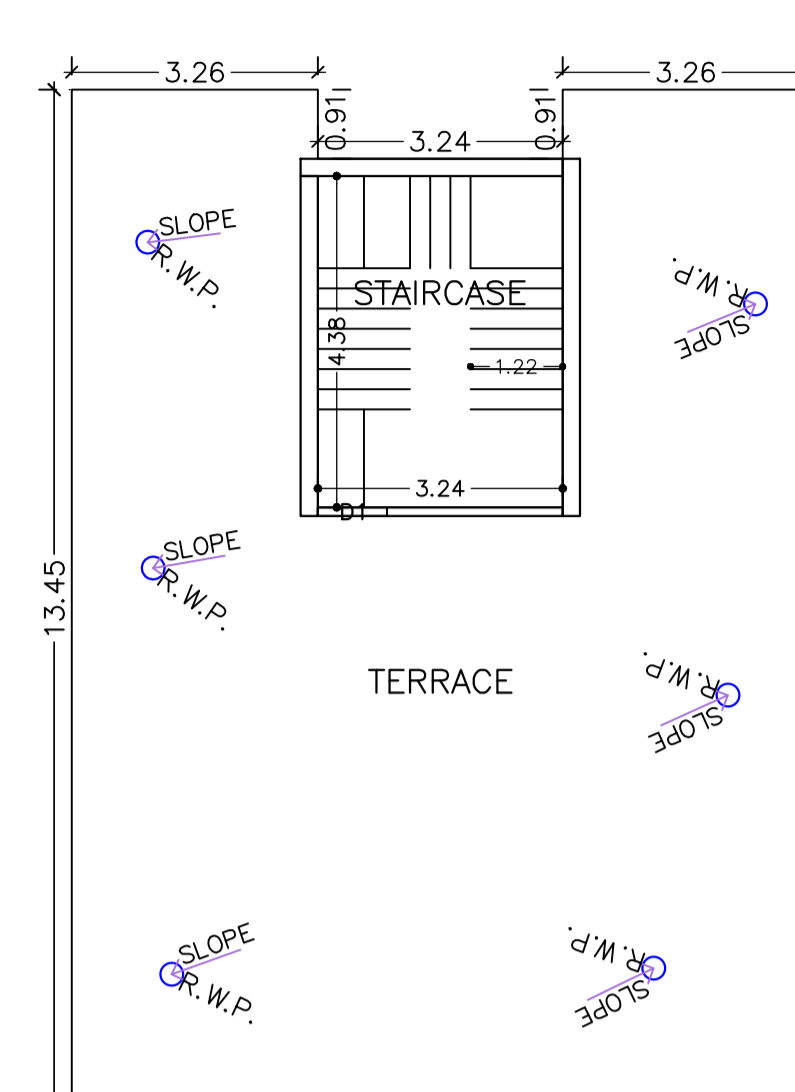 3.26
3.26
0.91
0.91
3.24
SLOPE
R.W.P.
STAIRCASE
R.W.P.
SLOPE
4.38
1.22
3.24
D1
SLOPE
R.W.P.
13.45
TERRACE
R.W.P.
SLOPE
SLOPE
R.W.P.
R.W.P.
SLOPE